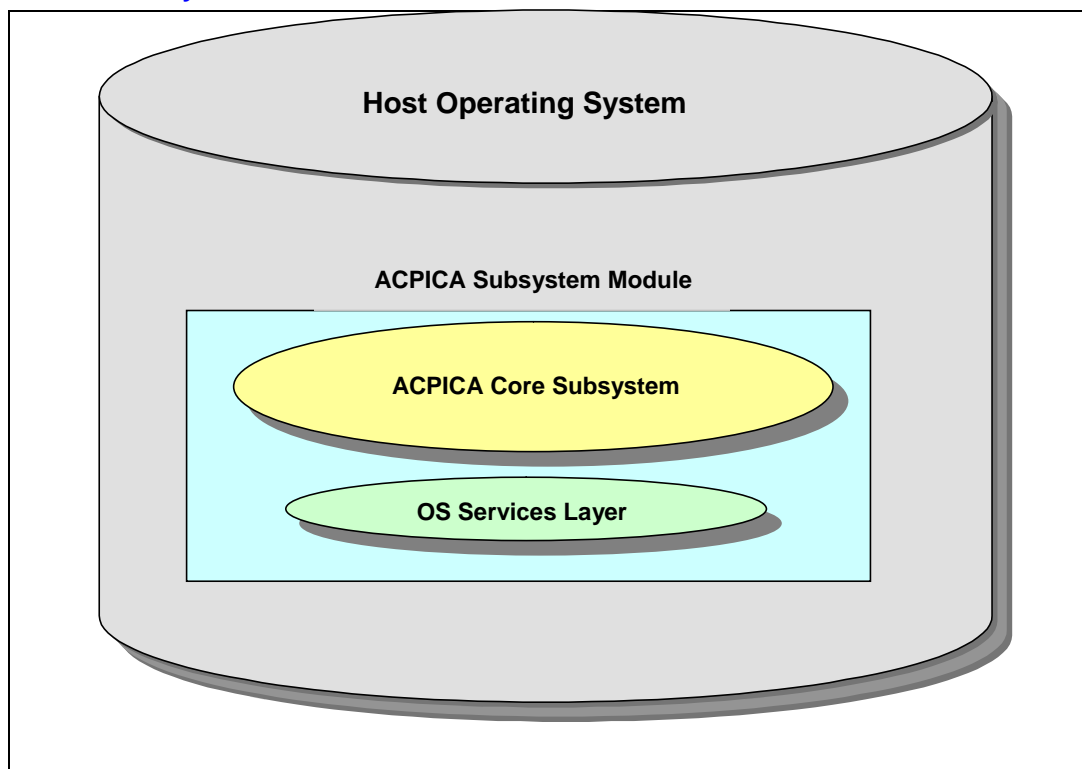 Host Operating System
ACPICA Subsystem Module
ACPICA Core Subsystem
OS Services Layer